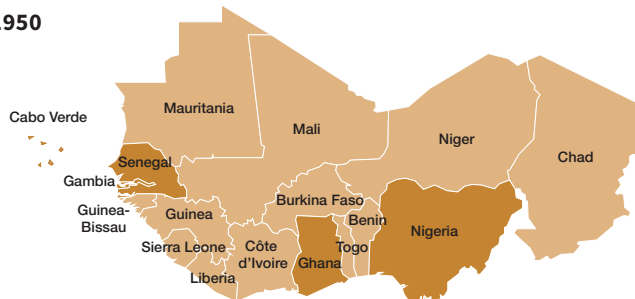 1950
Mauritania
Cabo Verde
Mali
Niger
Chad
Senegal
Gambia
Burkina Faso
Guinea-
Bissau
Guinea
Benin
Nigeria
Sierra Leone
Côte
d’Ivoire
Togo
Ghana
Liberia